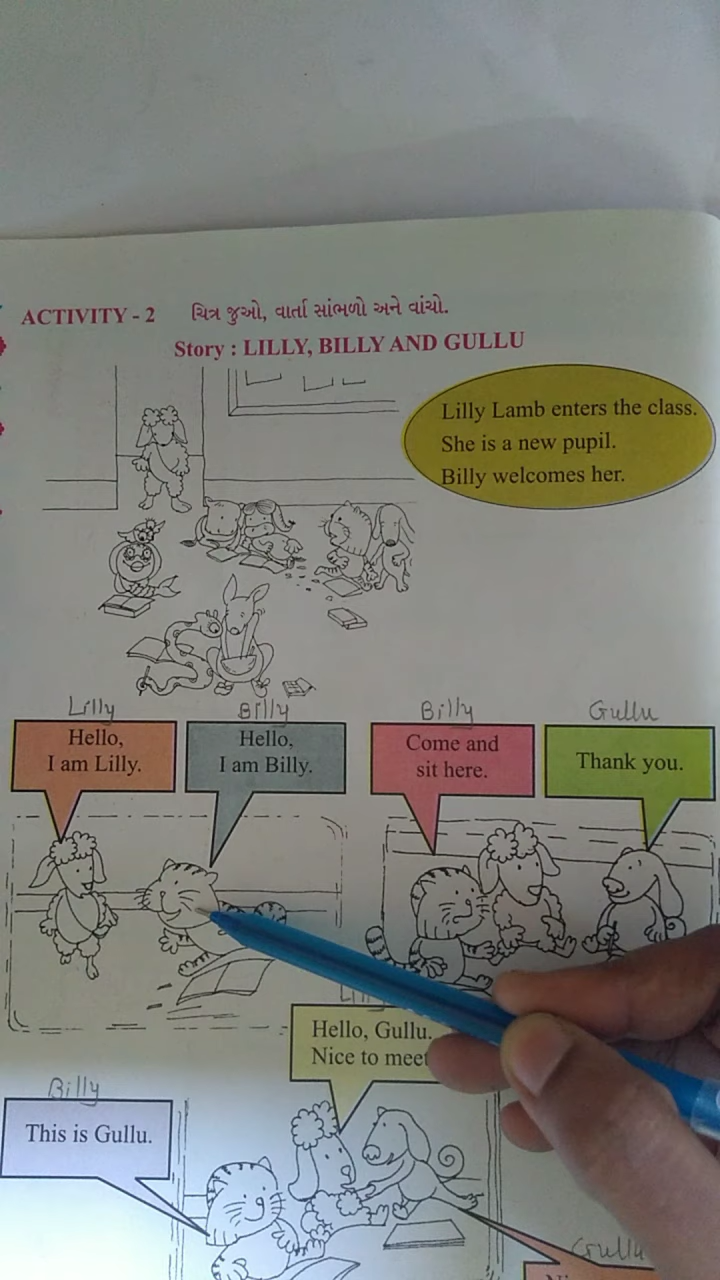 ACTIVITY - 2 ચિત્ર જુઓ, વાર્તા સાંભળો અને વાંચો.
Story : LILLY, BILLY AND GULLU
Lilly Lamb enters the class.
She is a new pupil.
Billy welcomes her.
Lilly
Hello,
I am Lilly.
Billy
Hello,
I am Billy.
Billy
Come and
sit here.
Gullu
Thank you.
Hello, Gullu.
Nice to meet
Billy
This is Gullu.
Gullu